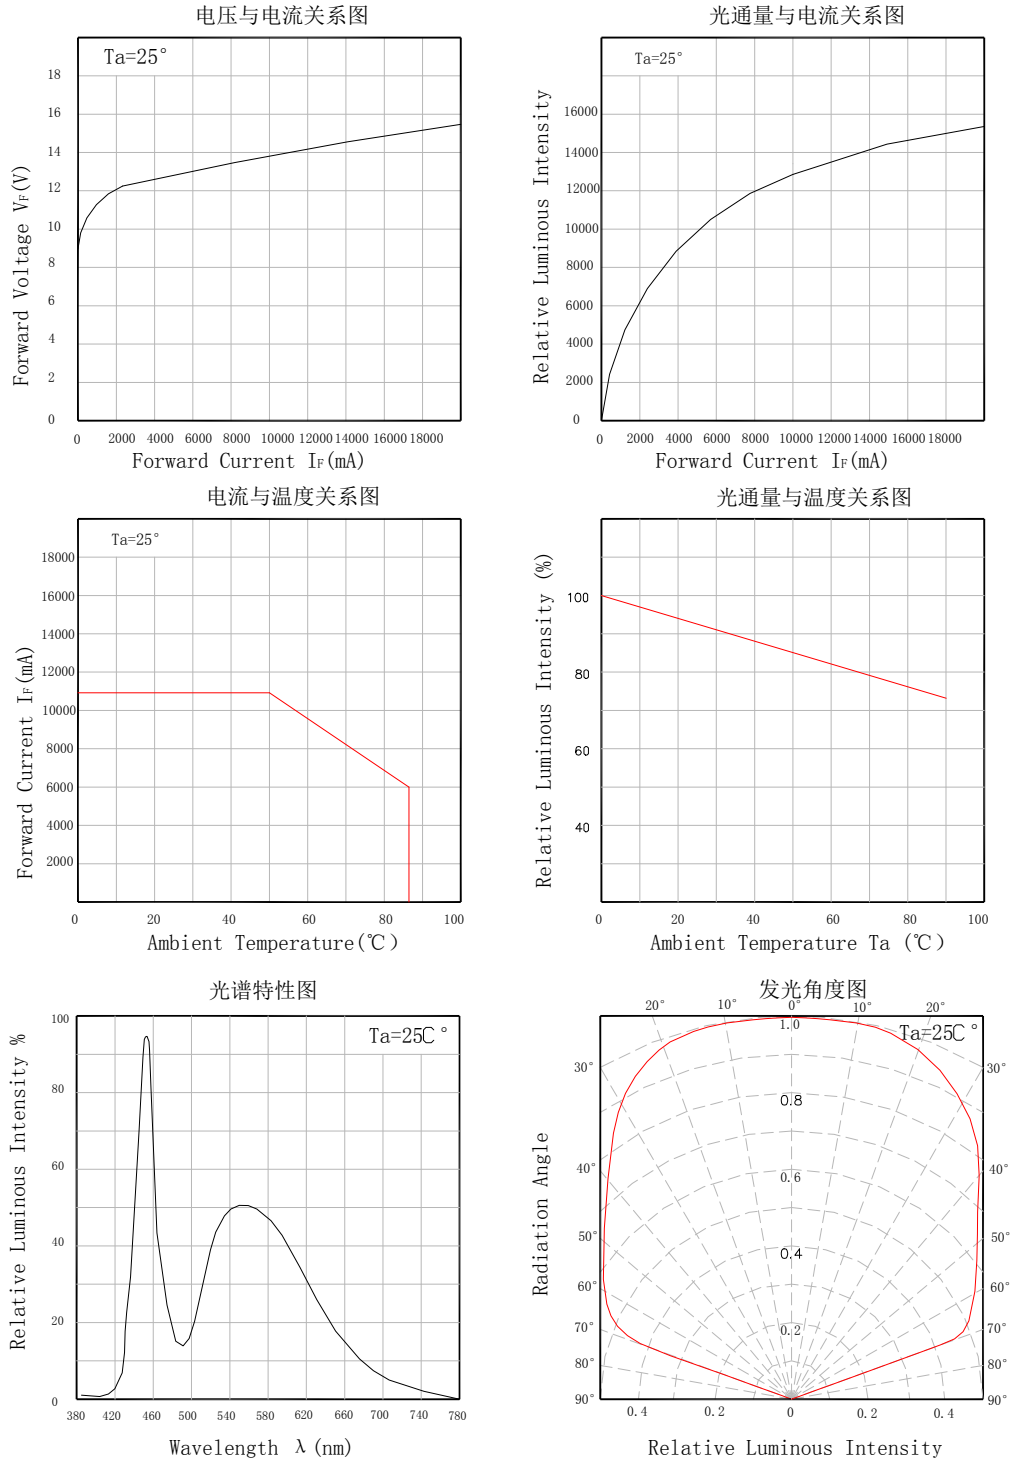 电压与电流关系图
Ta=25°
Forward Voltage VF(V)
18
16
14
12
10
8
6
4
2
0
0 2000 4000 6000 8000 10000 12000 14000 16000 18000
Forward Current IF(mA)
光通量与电流关系图
Ta=25°
Relative Luminous Intensity
16000
14000
12000
10000
8000
6000
4000
2000
0
0 2000 4000 6000 8000 10000 12000 14000 16000 18000
Forward Current IF(mA)
电流与温度关系图
Ta=25°
Forward Current IF(mA)
18000
16000
14000
12000
10000
8000
6000
4000
2000
0 20 40 60 80 100
Ambient Temperature(℃)
光通量与温度关系图
Relative Luminous Intensity (%)
100
80
60
40
0 20 40 60 80 100
Ambient Temperature Ta (℃)
光谱特性图
Ta=25C°
Relative Luminous Intensity %
100
80
60
40
20
0
380 420 460 500 540 580 620 660 700 740 780
Wavelength λ (nm)
发光角度图
20° 10° 0° 10° 20°
Ta=25C°
1.0
30° 30°
0.8
40° 40°
0.6
50° 50°
0.4
60° 60°
70° 70°
0.2
80° 80°
90° 90°
0.4 0.2 0 0.2 0.4
Radiation Angle
Relative Luminous Intensity